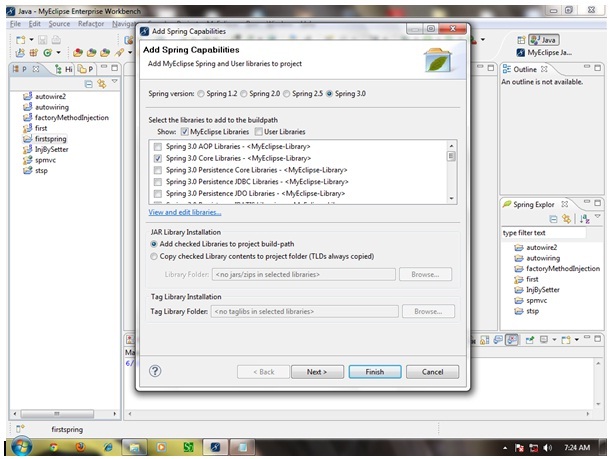 Java - MyEclipse Enterprise Workbench
File Edit Source Refactor Navigate
Java
MyEclipse Ja...
P
Hi
P
autowire2
autowiring
factoryMethodInjection
first
firstspring
InjBySetter
spmvc
stsp
Add Spring Capabilities
Add Spring Capabilities
Add MyEclipse Spring and User libraries to project
Spring version: Spring 1.2 Spring 2.0 Spring 2.5 Spring 3.0
Select the libraries to add to the buildpath
Show: MyEclipse Libraries User Libraries
Spring 3.0 AOP Libraries - <MyEclipse-Library>
Spring 3.0 Core Libraries - <MyEclipse-Library>
Spring 3.0 Persistence Core Libraries - <MyEclipse-Library>
Spring 3.0 Persistence JDBC Libraries - <MyEclipse-Library>
Spring 3.0 Persistence JDO Libraries - <MyEclipse-Library>
View and edit libraries...
JAR Library Installation
Add checked Libraries to project build-path
Copy checked Library contents to project folder (TLDs always copied)
Library Folder: <no jars/zips in selected libraries> Browse...
Tag Library Installation
Tag Library Folder: <no taglibs in selected libraries> Browse...
? < Back Next > Finish Cancel
Outline
An outline is not available.
Spring Explor
type filter text
autowire2
autowiring
factoryMethodInjection
first
InjBySetter
spmvc
stsp
Ma
6/
firstspring
7:24 AM